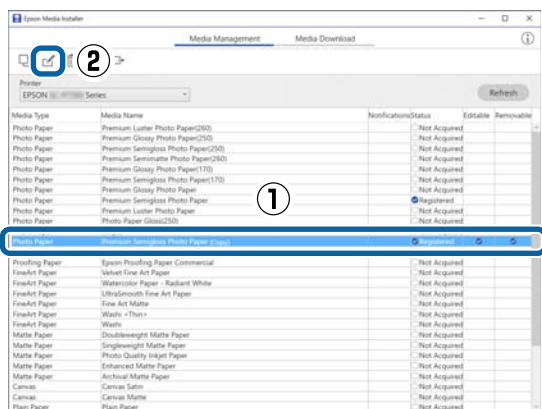 Epson Media Installer
Media Management Media Download
②
Printer
EPSON Series
Refresh
Media Type Media Name Notifications Status Editable Removable
Photo Paper Premium Luster Photo Paper(260) Not Acquired
Photo Paper Premium Glossy Photo Paper(250) Not Acquired
Photo Paper Premium Semigloss Photo Paper(250) Not Acquired
Photo Paper Premium Semimatte Photo Paper(260) Not Acquired
Photo Paper Premium Glossy Photo Paper(170) Not Acquired
Photo Paper Premium Semigloss Photo Paper(170) Not Acquired
Photo Paper Premium Glossy Photo Paper Not Acquired
Photo Paper Premium Semigloss Photo Paper Registered
Photo Paper Premium Luster Photo Paper Not Acquired
Photo Paper Photo Paper Gloss(250) Not Acquired
①
Photo Paper Premium Semigloss Photo Paper (Copy) Registered
Proofing Paper Epson Proofing Paper Commercial Not Acquired
FineArt Paper Velvet Fine Art Paper Not Acquired
FineArt Paper Watercolor Paper - Radiant White Not Acquired
FineArt Paper UltraSmooth Fine Art Paper Not Acquired
FineArt Paper Fine Art Matte Not Acquired
FineArt Paper Washi <Thin> Not Acquired
FineArt Paper Washi Not Acquired
Matte Paper Doubleweight Matte Paper Not Acquired
Matte Paper Singleweight Matte Paper Not Acquired
Matte Paper Photo Quality Inkjet Paper Not Acquired
Matte Paper Enhanced Matte Paper Not Acquired
Matte Paper Archival Matte Paper Not Acquired
Canvas Canvas Satin Not Acquired
Canvas Canvas Matte Not Acquired
Plain Paper Plain Paper Not Acquired